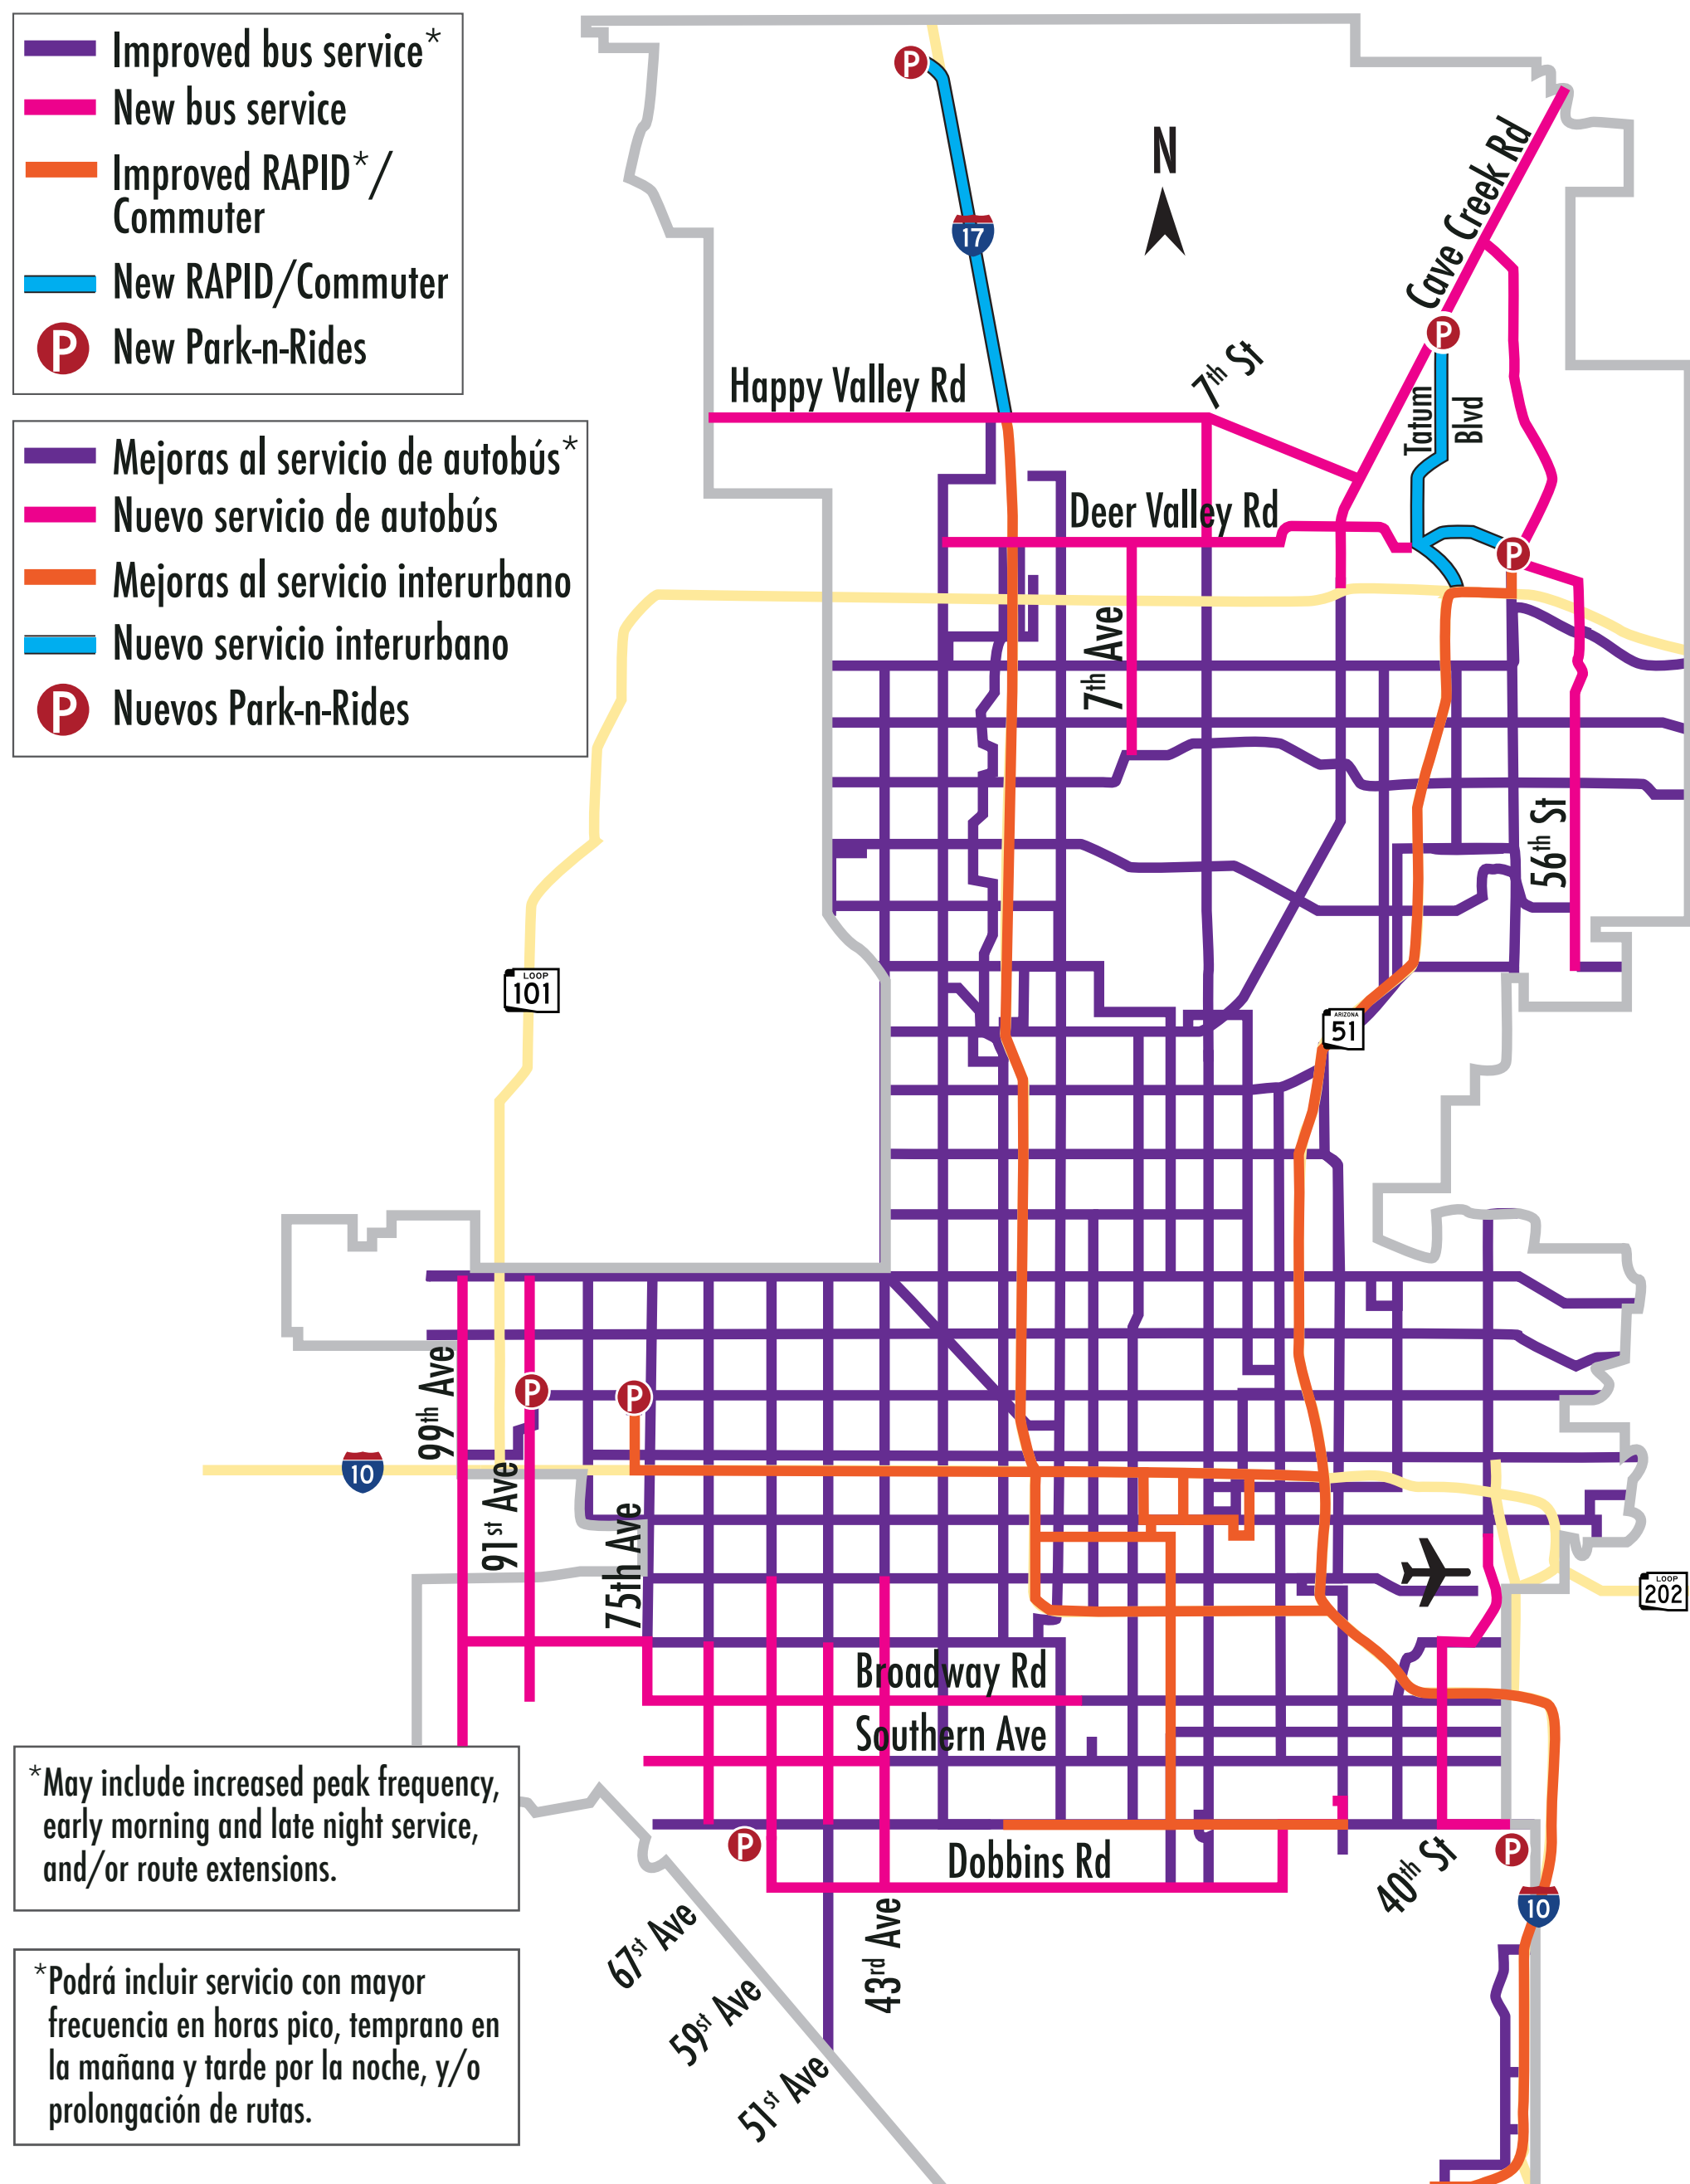 Improved bus service*
New bus service
Improved RAPID*/
Commuter
New RAPID/Commuter
P New Park-n-Rides
Mejoras al servicio de autobús*
Nuevo servicio de autobús
Mejoras al servicio interurbano
Nuevo servicio interurbano
P Nuevos Park-n-Rides
P
N
17
Cave Creek Rd
P
Happy Valley Rd
7th St
Tatum
Blvd
Deer Valley Rd
P
7th Ave
56th St
LOOP
101
ARIZONA
51
99th Ave
P
P
10
91st Ave
75th Ave
LOOP
202
Broadway Rd
Southern Ave
P
Dobbins Rd
40th St
P
10
67st Ave
43rd Ave
59st Ave
51st Ave
*May include increased peak frequency,
early morning and late night service,
and/or route extensions.
*Podrá incluir servicio con mayor
frecuencia en horas pico, temprano en
la mañana y tarde por la noche, y/o
prolongación de rutas.